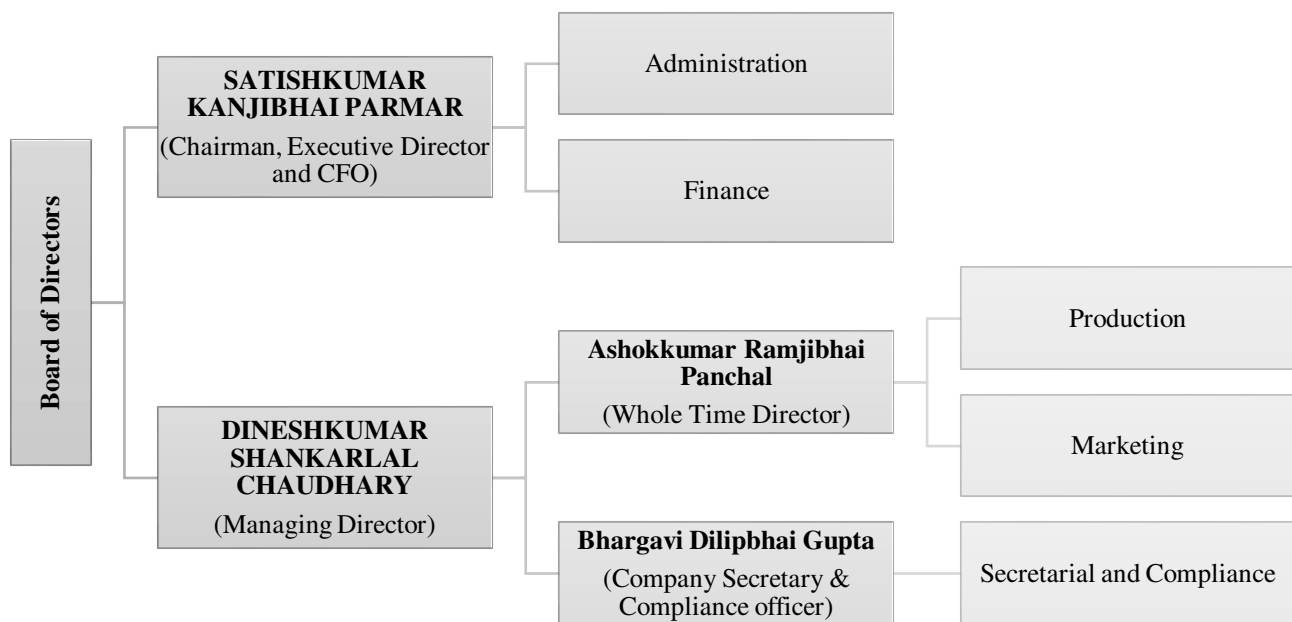 Board of Directors
SATISHKUMAR
KANJIBHAI PARMAR
(Chairman, Executive Director
and CFO)
Administration
Finance
DINESHKUMAR
SHANKARLAL
CHAUDHARY
(Managing Director)
Ashokkumar Ramjibhai
Panchal
(Whole Time Director)
Production
Marketing
Bhargavi Dilipbhai Gupta
(Company Secretary &
Compliance officer)
Secretarial and Compliance